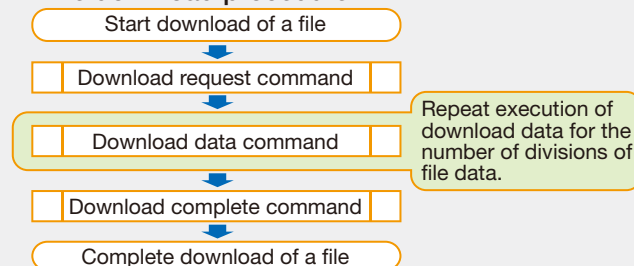 Start download of a file
Download request command
Download data command
Repeat execution of
download data for the
number of divisions of
file data.
Download complete command
Complete download of a file